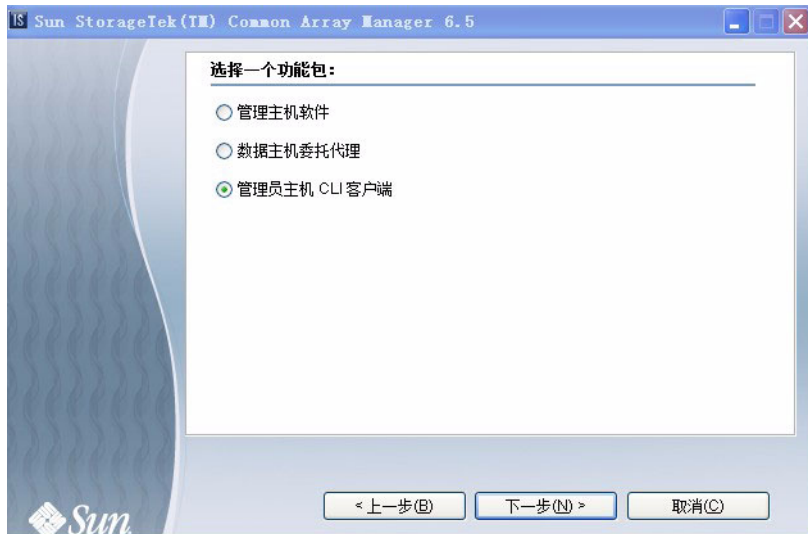 IS Sun StorageTek(TM) Common Array Manager 6.5
选择一个功能包：
管理主机软件
数据主机委托代理
管理员主机 CLI 客户端
Sun
<上一步(B)
下一步(N) >
取消(C)